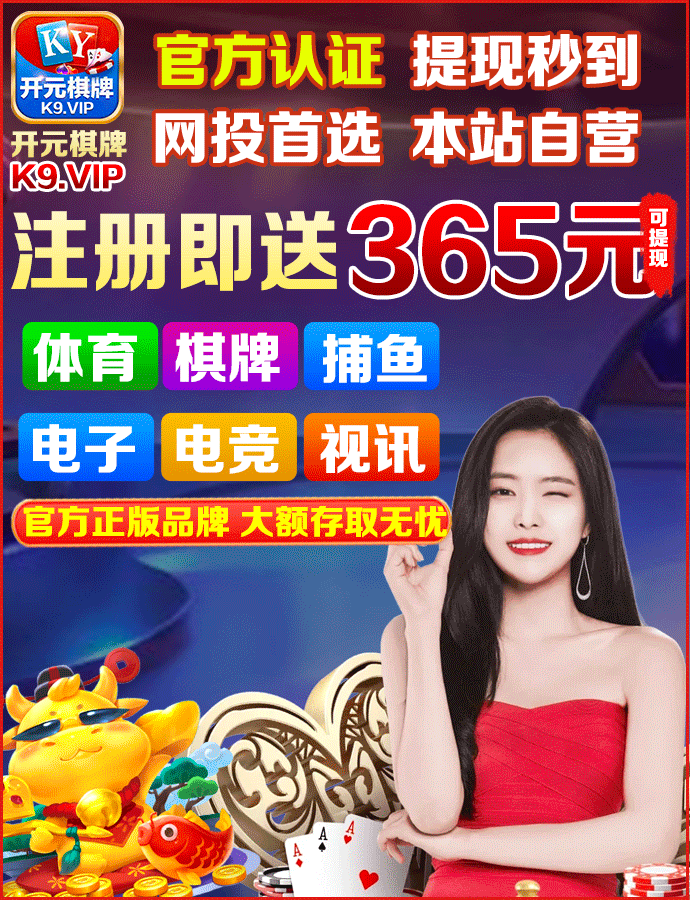 KY
开元棋牌
K9.VIP
开元棋牌
K9.VIP
官方认证 提现秒到
网投首选 本站自营
注册即送365元
可提现
体育 棋牌 捕鱼
电子 电竞 视讯
官方正版品牌 大额存取无忧
A
A
A